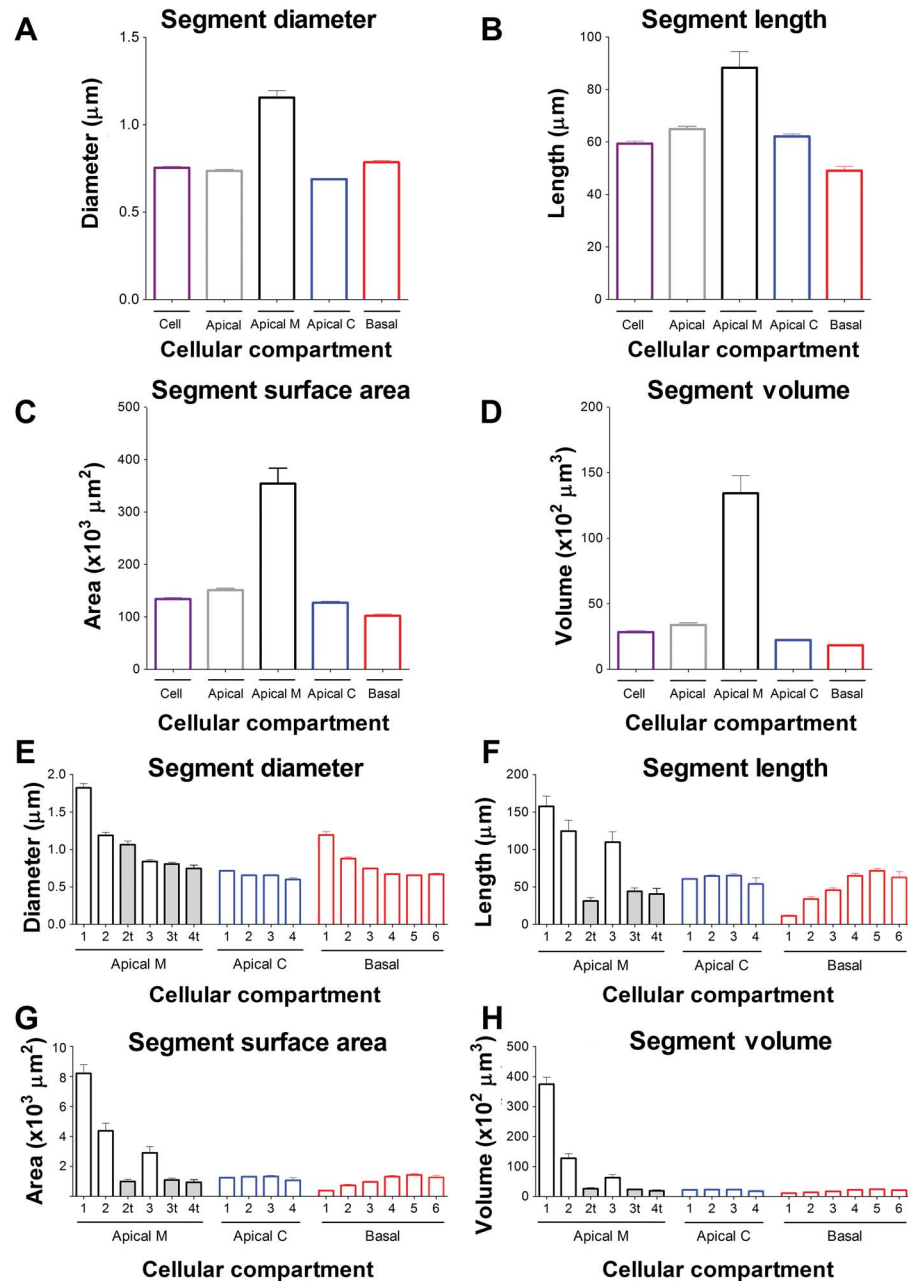 A
Segment diameter
Diameter (μm)
1.5
1.0
0.5
0.0
Cell Apical Apical M Apical C Basal
Cellular compartment
B
Segment length
Length (μm)
100
80
60
40
20
0
Cell Apical Apical M Apical C Basal
Cellular compartment
C
Segment surface area
Area (x10³ μm²)
500
400
300
200
100
0
Cell Apical Apical M Apical C Basal
Cellular compartment
D
Segment volume
Volume (x10² μm³)
200
150
100
50
0
Cell Apical Apical M Apical C Basal
Cellular compartment
E
Segment diameter
Diameter (μm)
2.0
1.5
1.0
0.5
0.0
1 2 2t 3 3t 4t 1 2 3 4 1 2 3 4 5 6
Apical M Apical C Basal
Cellular compartment
F
Segment length
Length (μm)
200
150
100
50
0
1 2 2t 3 3t 4t 1 2 3 4 1 2 3 4 5 6
Apical M Apical C Basal
Cellular compartment
G
Segment surface area
Area (x10³ μm²)
10
8
6
4
2
1 2 2t 3 3t 4t 1 2 3 4 1 2 3 4 5 6
Apical M Apical C Basal
Cellular compartment
H
Segment volume
Volume (x10² μm³)
500
400
300
200
100
0
1 2 2t 3 3t 4t 1 2 3 4 1 2 3 4 5 6
Apical M Apical C Basal
Cellular compartment